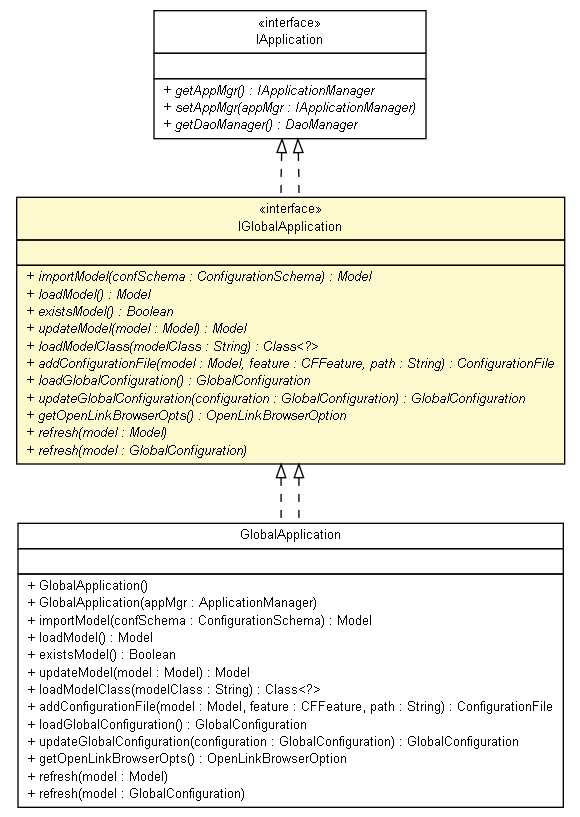 «interface»
IApplication
+ getAppMgr() : IApplicationManager
+ setAppMgr(appMgr : IApplicationManager)
+ getDaoManager() : DaoManager
«interface»
IGlobalApplication
+ importModel(confSchema : ConfigurationSchema) : Model
+ loadModel() : Model
+ existsModel() : Boolean
+ updateModel(model : Model) : Model
+ loadModelClass(modelClass : String) : Class<?>
+ addConfigurationFile(model : Model, feature : CFFeature, path : String) : ConfigurationFile
+ loadGlobalConfiguration() : GlobalConfiguration
+ updateGlobalConfiguration(configuration : GlobalConfiguration) : GlobalConfiguration
+ getOpenLinkBrowserOpts() : OpenLinkBrowserOption
+ refresh(model : Model)
+ refresh(model : GlobalConfiguration)
GlobalApplication
+ GlobalApplication()
+ GlobalApplication(appMgr : ApplicationManager)
+ importModel(confSchema : ConfigurationSchema) : Model
+ loadModel() : Model
+ existsModel() : Boolean
+ updateModel(model : Model) : Model
+ loadModelClass(modelClass : String) : Class<?>
+ addConfigurationFile(model : Model, feature : CFFeature, path : String) : ConfigurationFile
+ loadGlobalConfiguration() : GlobalConfiguration
+ updateGlobalConfiguration(configuration : GlobalConfiguration) : GlobalConfiguration
+ getOpenLinkBrowserOpts() : OpenLinkBrowserOption
+ refresh(model : Model)
+ refresh(model : GlobalConfiguration)